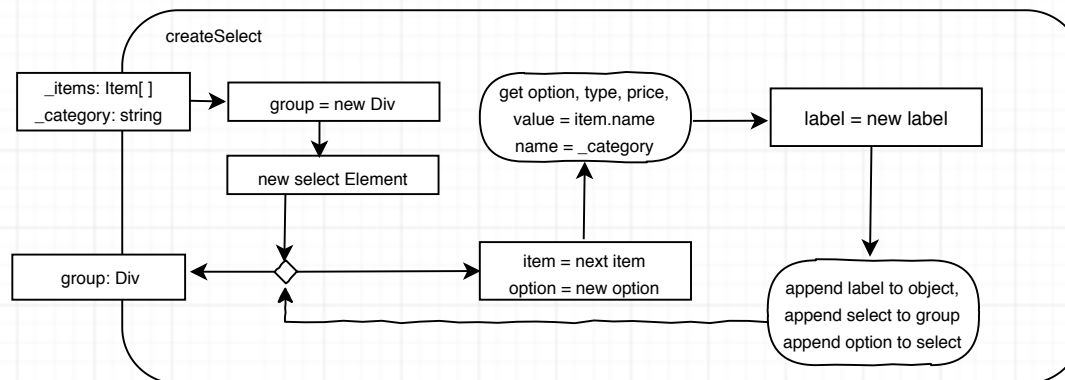 createSelect
_items: Item[ ]
_category: string
group = new Div
new select Element
group: Div
item = next item
option = new option
get option, type, price,
value = item.name
name = _category
label = new label
append label to object,
append select to group
append option to select